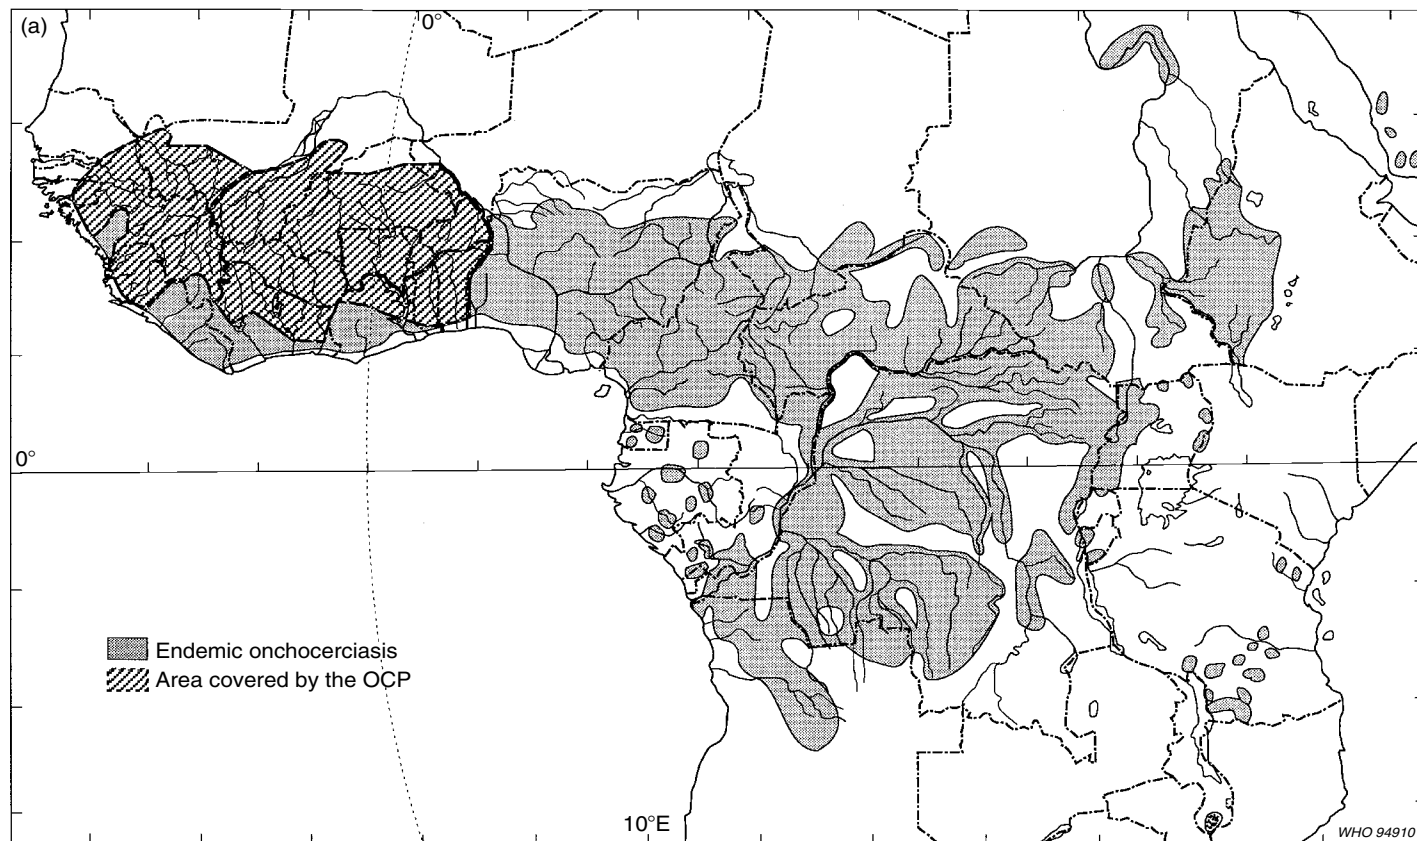 (a)
0°
0°
Endemic onchocerciasis
Area covered by the OCP
10°E
WHO 94910